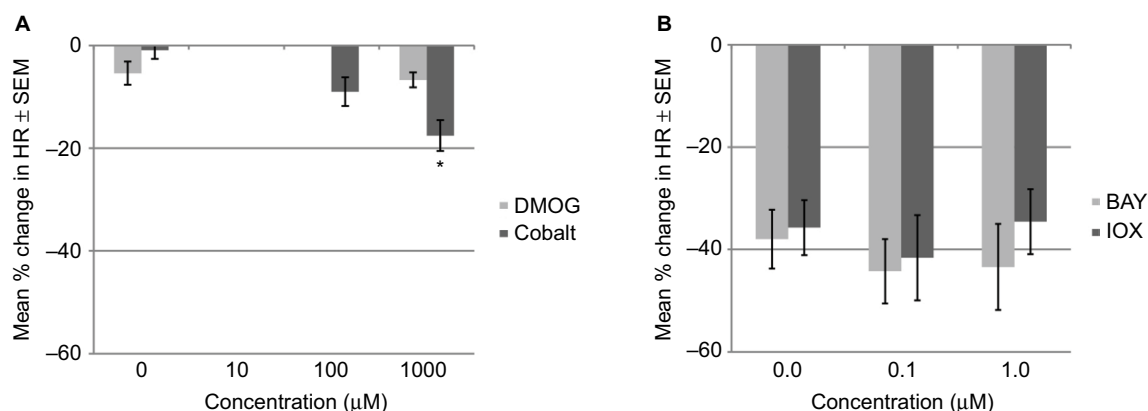 A
Mean % change in HR ± SEM
0
–20
–40
–60
*
0
10
100
1000
Concentration (μM)
DMOG
Cobalt
B
Mean % change in HR ± SEM
0
–20
–40
–60
0.0
0.1
1.0
Concentration (μM)
BAY
IOX